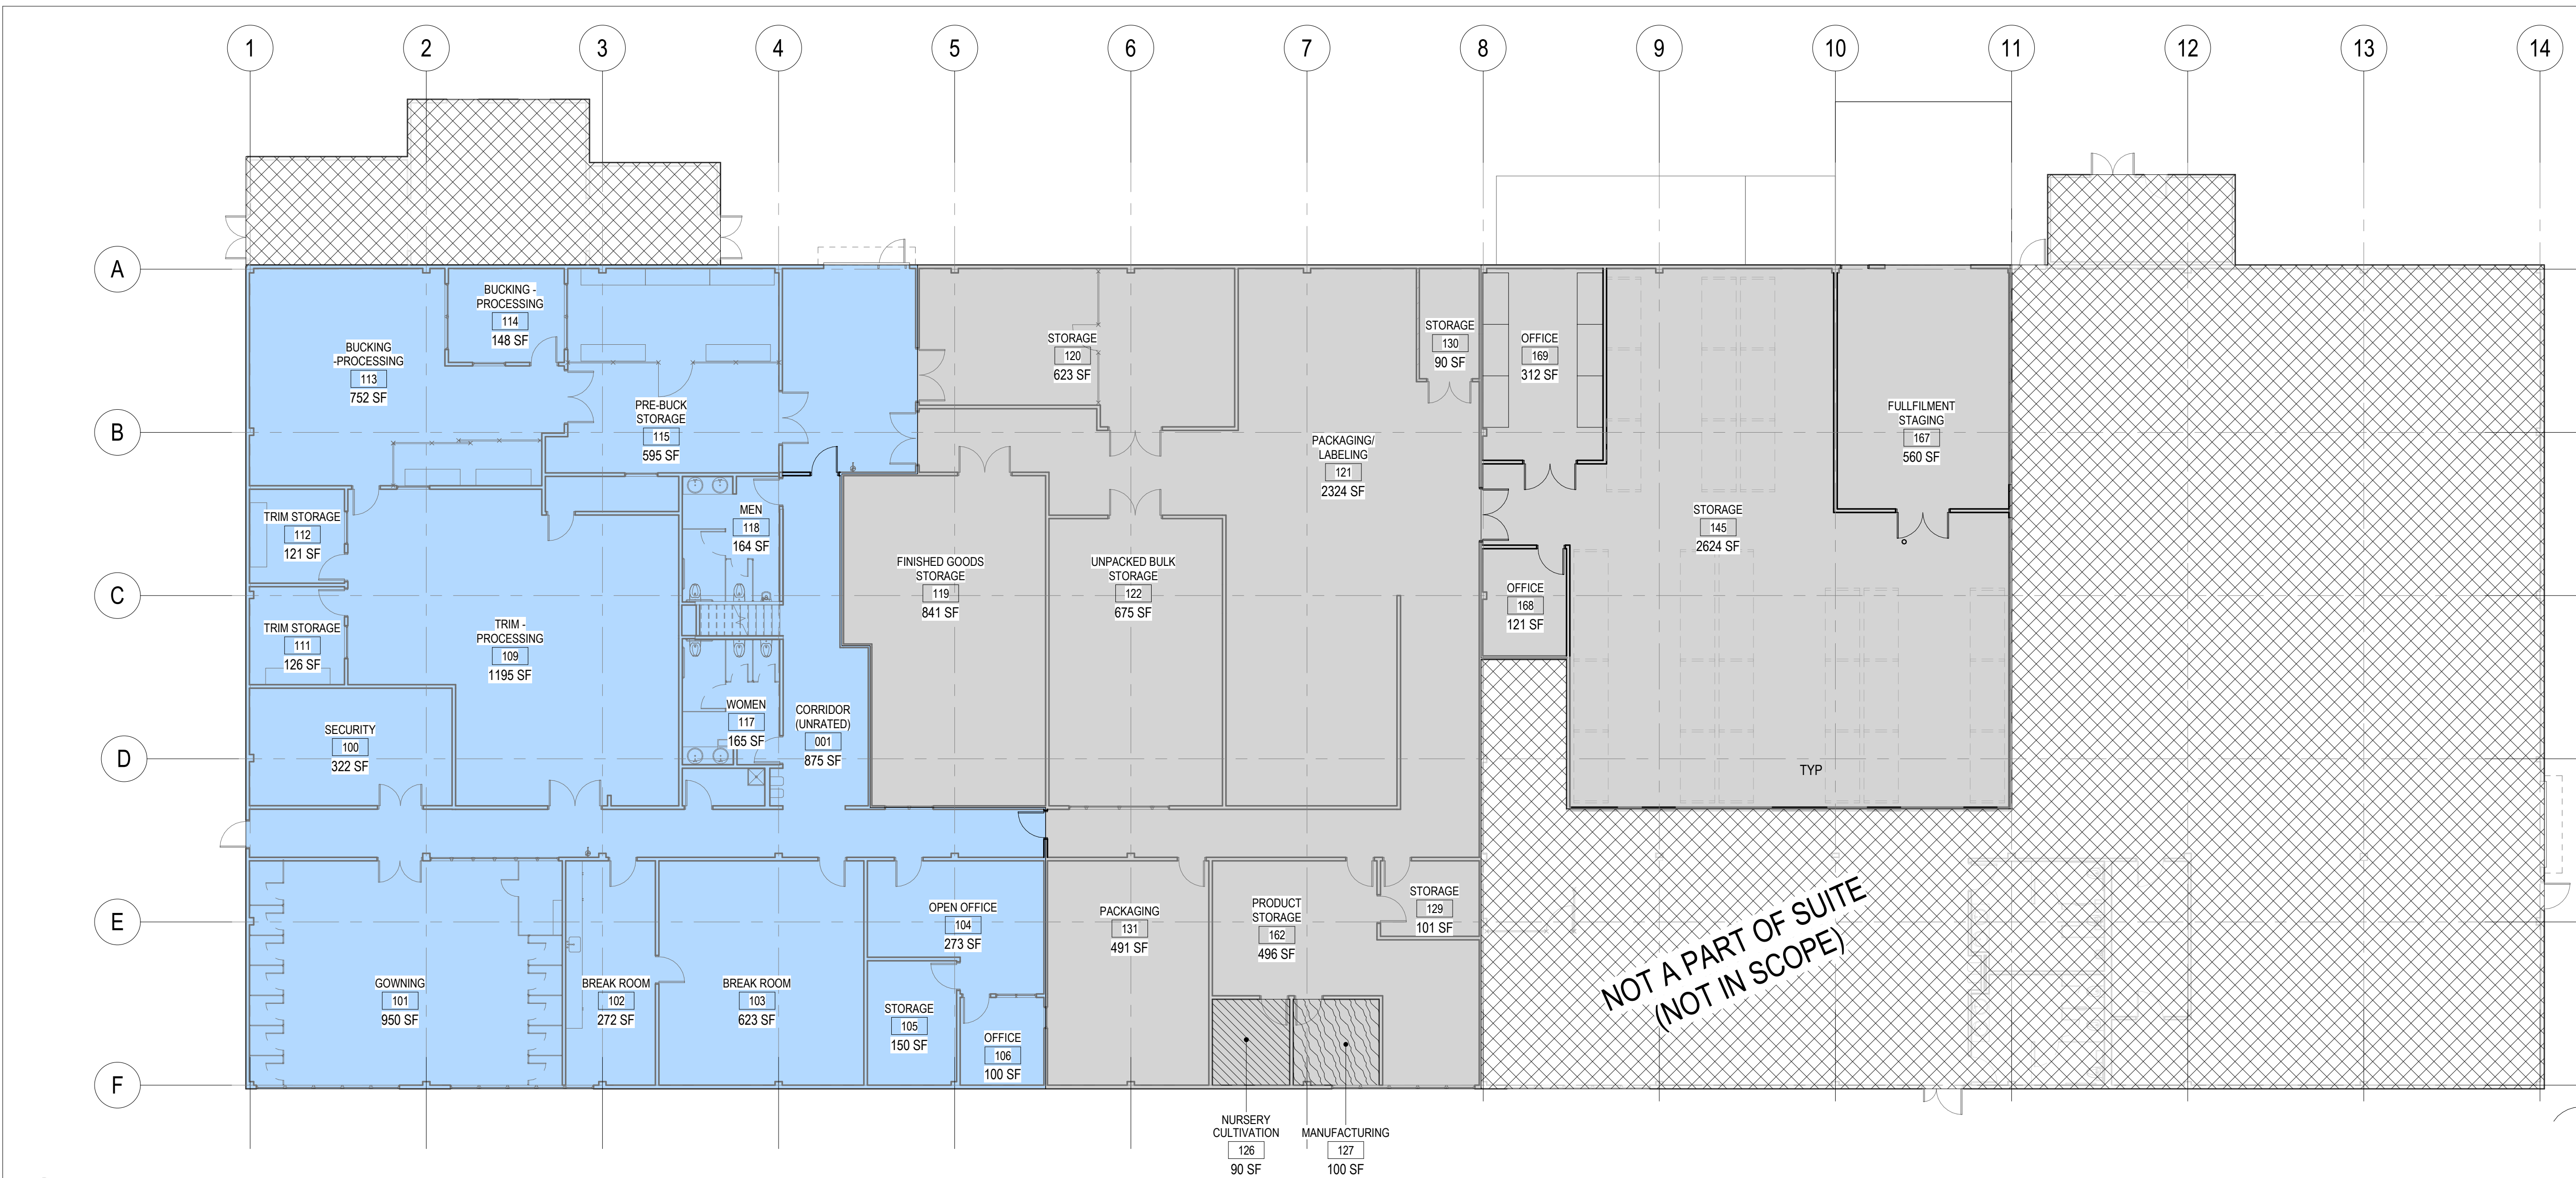 1 2 3 4 5 6 7 8 9 10 11 12 13 14
A
B
C
D
E
F
BUCKING
-PROCESSING
113
752 SF
BUCKING -
PROCESSING
114
148 SF
PRE-BUCK
STORAGE
115
595 SF
TRIM STORAGE
112
121 SF
TRIM STORAGE
111
126 SF
TRIM -
PROCESSING
109
1195 SF
SECURITY
100
322 SF
MEN
118
164 SF
WOMEN
117
165 SF
CORRIDOR
(UNRATED)
001
875 SF
STORAGE
120
623 SF
FINISHED GOODS
STORAGE
119
841 SF
UNPACKED BULK
STORAGE
122
675 SF
PACKAGING/
LABELING
121
2324 SF
STORAGE
130
90 SF
OFFICE
169
312 SF
OFFICE
168
121 SF
STORAGE
145
2624 SF
FULLFILMENT
STAGING
167
560 SF
TYP
GOWNING
101
950 SF
BREAK ROOM
102
272 SF
BREAK ROOM
103
623 SF
OPEN OFFICE
104
273 SF
STORAGE
105
150 SF
OFFICE
106
100 SF
PACKAGING
131
491 SF
PRODUCT
STORAGE
162
496 SF
STORAGE
129
101 SF
NOT A PART OF SUITE
(NOT IN SCOPE)
NURSERY
CULTIVATION
126
90 SF
MANUFACTURING
127
100 SF